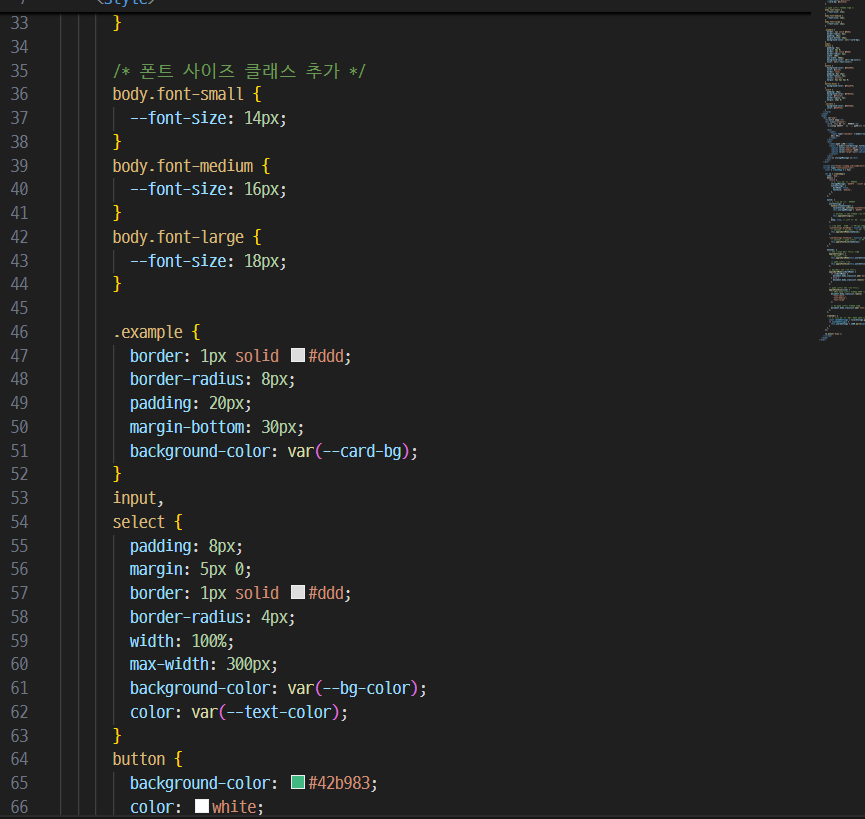 <style>
33 }
34
35 /* 폰트 사이즈 클래스 추가 */
36 body.font-small {
37 --font-size: 14px;
38 }
39 body.font-medium {
40 --font-size: 16px;
41 }
42 body.font-large {
43 --font-size: 18px;
44 }
45
46 .example {
47 border: 1px solid #ddd;
48 border-radius: 8px;
49 padding: 20px;
50 margin-bottom: 30px;
51 background-color: var(--card-bg);
52 }
53 input,
54 select {
55 padding: 8px;
56 margin: 5px 0;
57 border: 1px solid #ddd;
58 border-radius: 4px;
59 width: 100%;
60 max-width: 300px;
61 background-color: var(--bg-color);
62 color: var(--text-color);
63 }
64 button {
65 background-color: #42b983;
66 color: white;